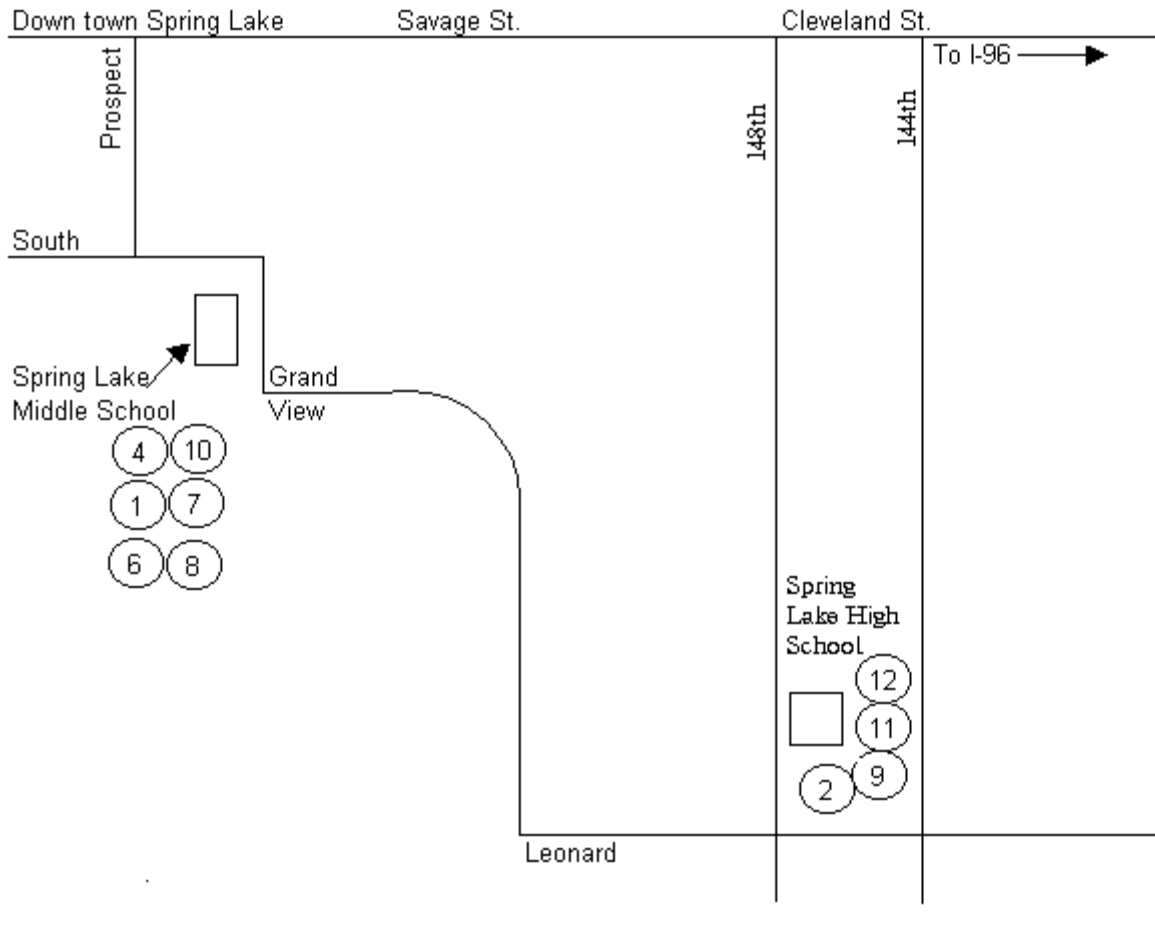 Down town Spring Lake
Savage St.
Cleveland St.
To I-96
Prospect
148th
144th
South
Spring Lake
Middle School
Grand
View
4
10
1
7
6
8
Spring
Lake High
School
12
11
9
2
Leonard